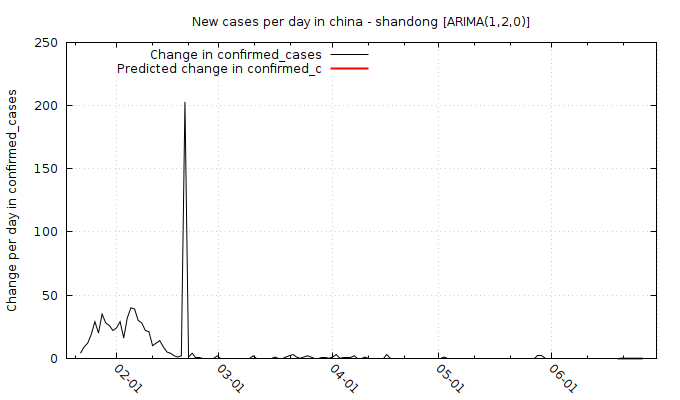 New cases per day in china - shandong [ARIMA(1,2,0)]
Change in confirmed_cases
Predicted change in confirmed_c
Change per day in confirmed_cases
250
200
150
100
50
0
02-01
03-01
04-01
05-01
06-01